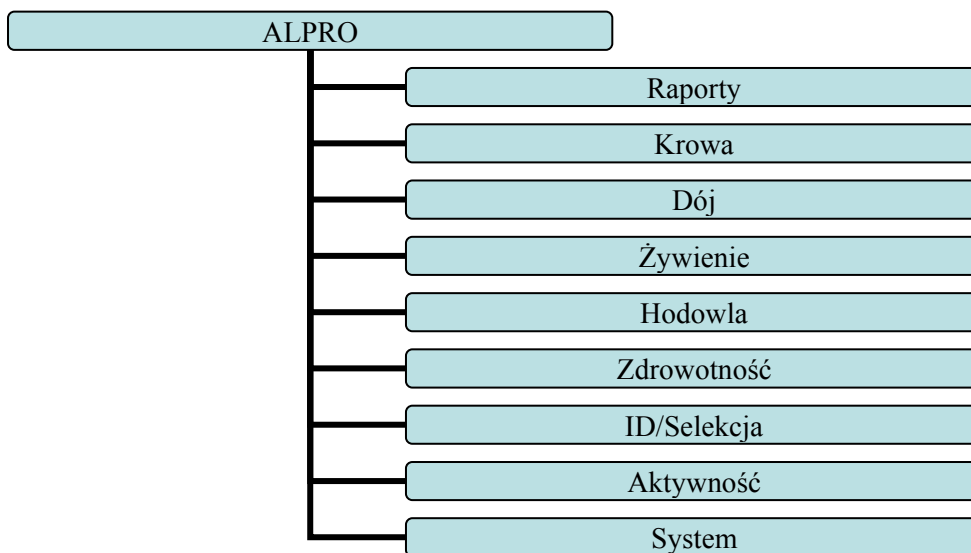 ALPRO
Raporty
Krowa
Dój
Żywienie
Hodowla
Zdrowotność
ID/Selekcja
Aktywność
System